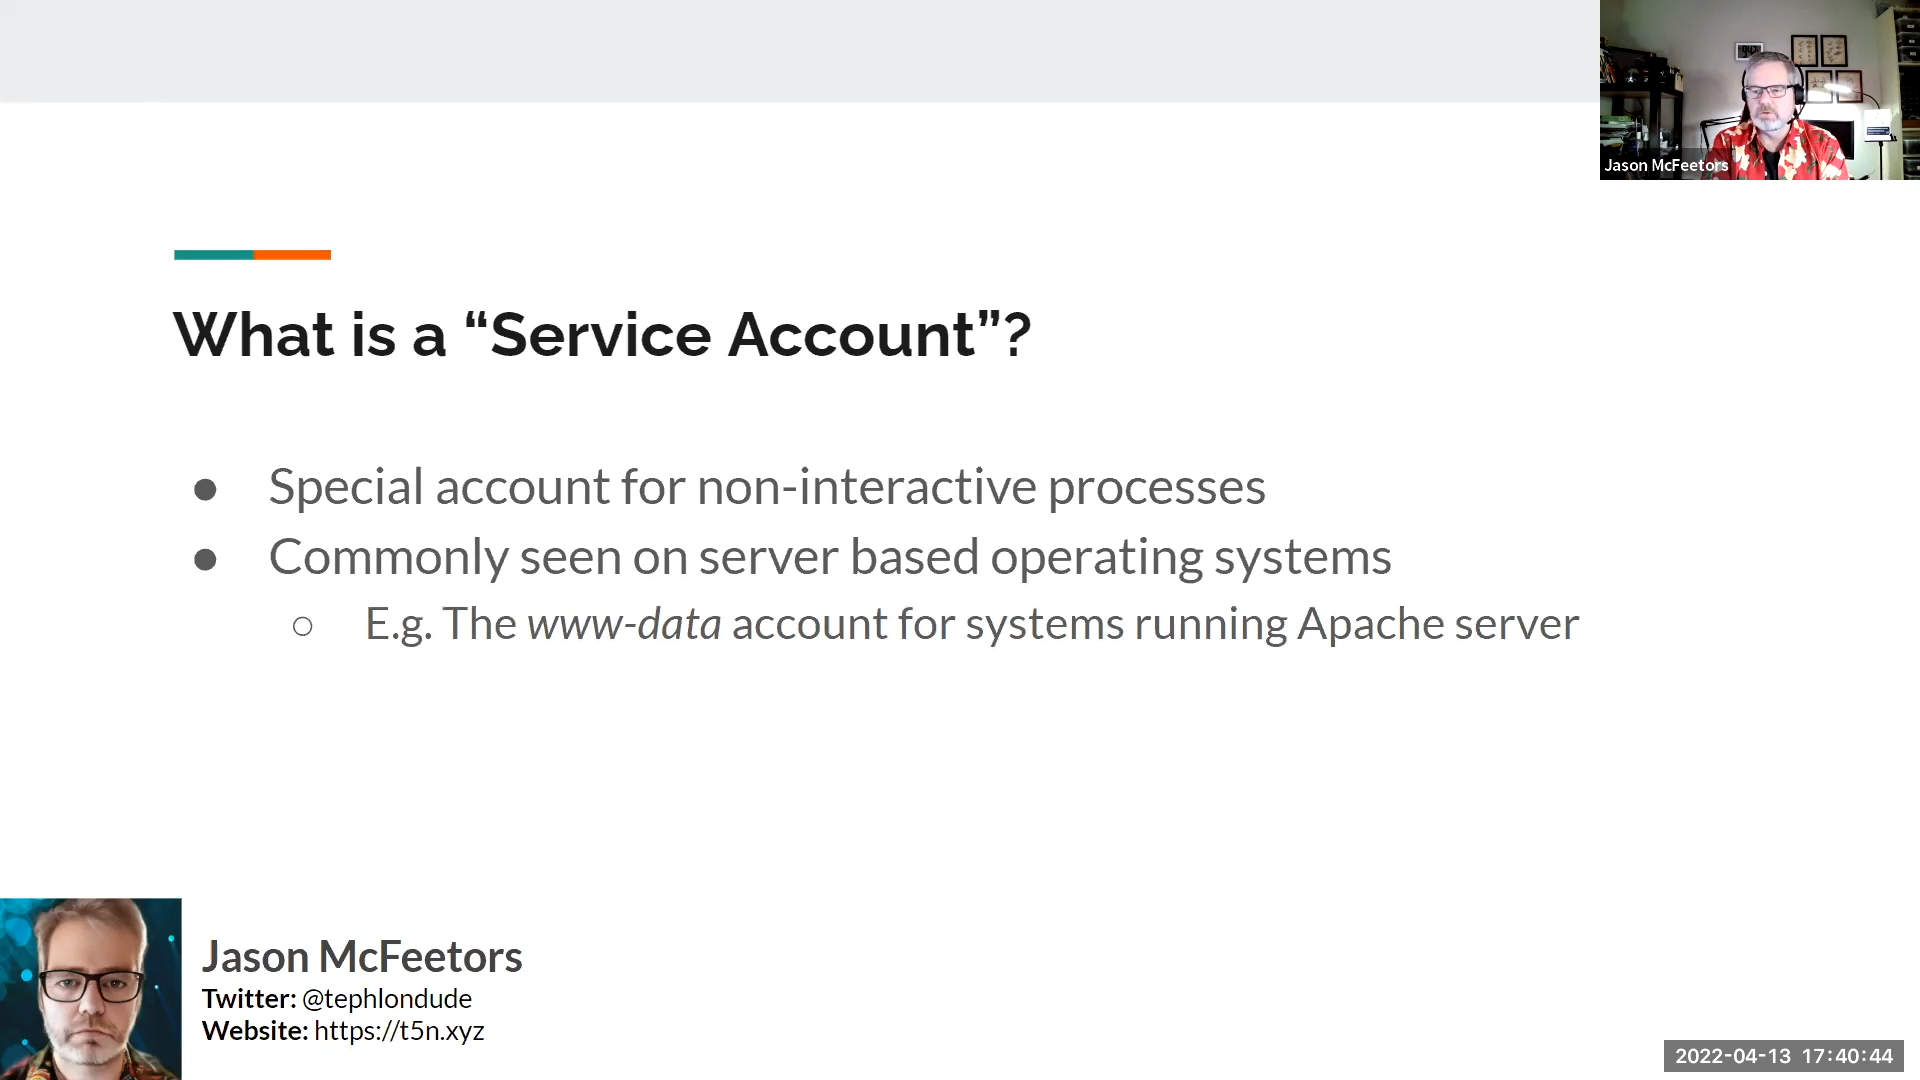 Jason McFeetors
What is a “Service Account”?
● Special account for non-interactive processes
● Commonly seen on server based operating systems
○ E.g. The www-data account for systems running Apache server
Jason McFeetors
Twitter: @tephlondude
Website: https://t5n.xyz
2022-04-13 17:40:44